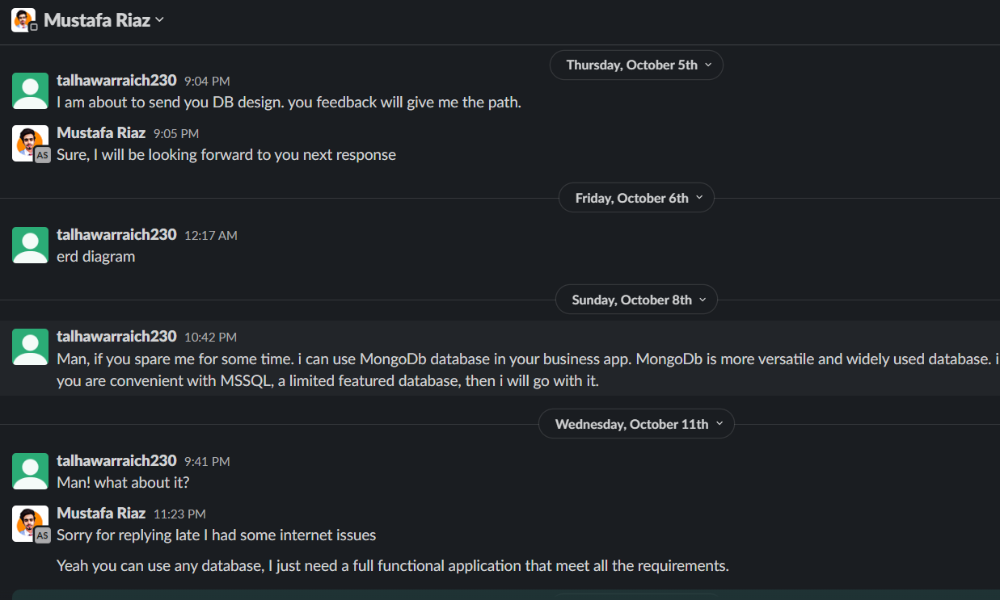 Mustafa Riaz
Thursday, October 5th
talhawarraich230 9:04 PM
I am about to send you DB design. you feedback will give me the path.
Mustafa Riaz 9:05 PM
AS
Sure, I will be looking forward to you next response
Friday, October 6th
talhawarraich230 12:17 AM
erd diagram
Sunday, October 8th
talhawarraich230 10:42 PM
Man, if you spare me for some time. i can use MongoDb database in your business app. MongoDb is more versatile and widely used database. i
you are convenient with MSSQL, a limited featured database, then i will go with it.
Wednesday, October 11th
talhawarraich230 9:41 PM
Man! what about it?
Mustafa Riaz 11:23 PM
AS
Sorry for replying late I had some internet issues
Yeah you can use any database, I just need a full functional application that meet all the requirements.